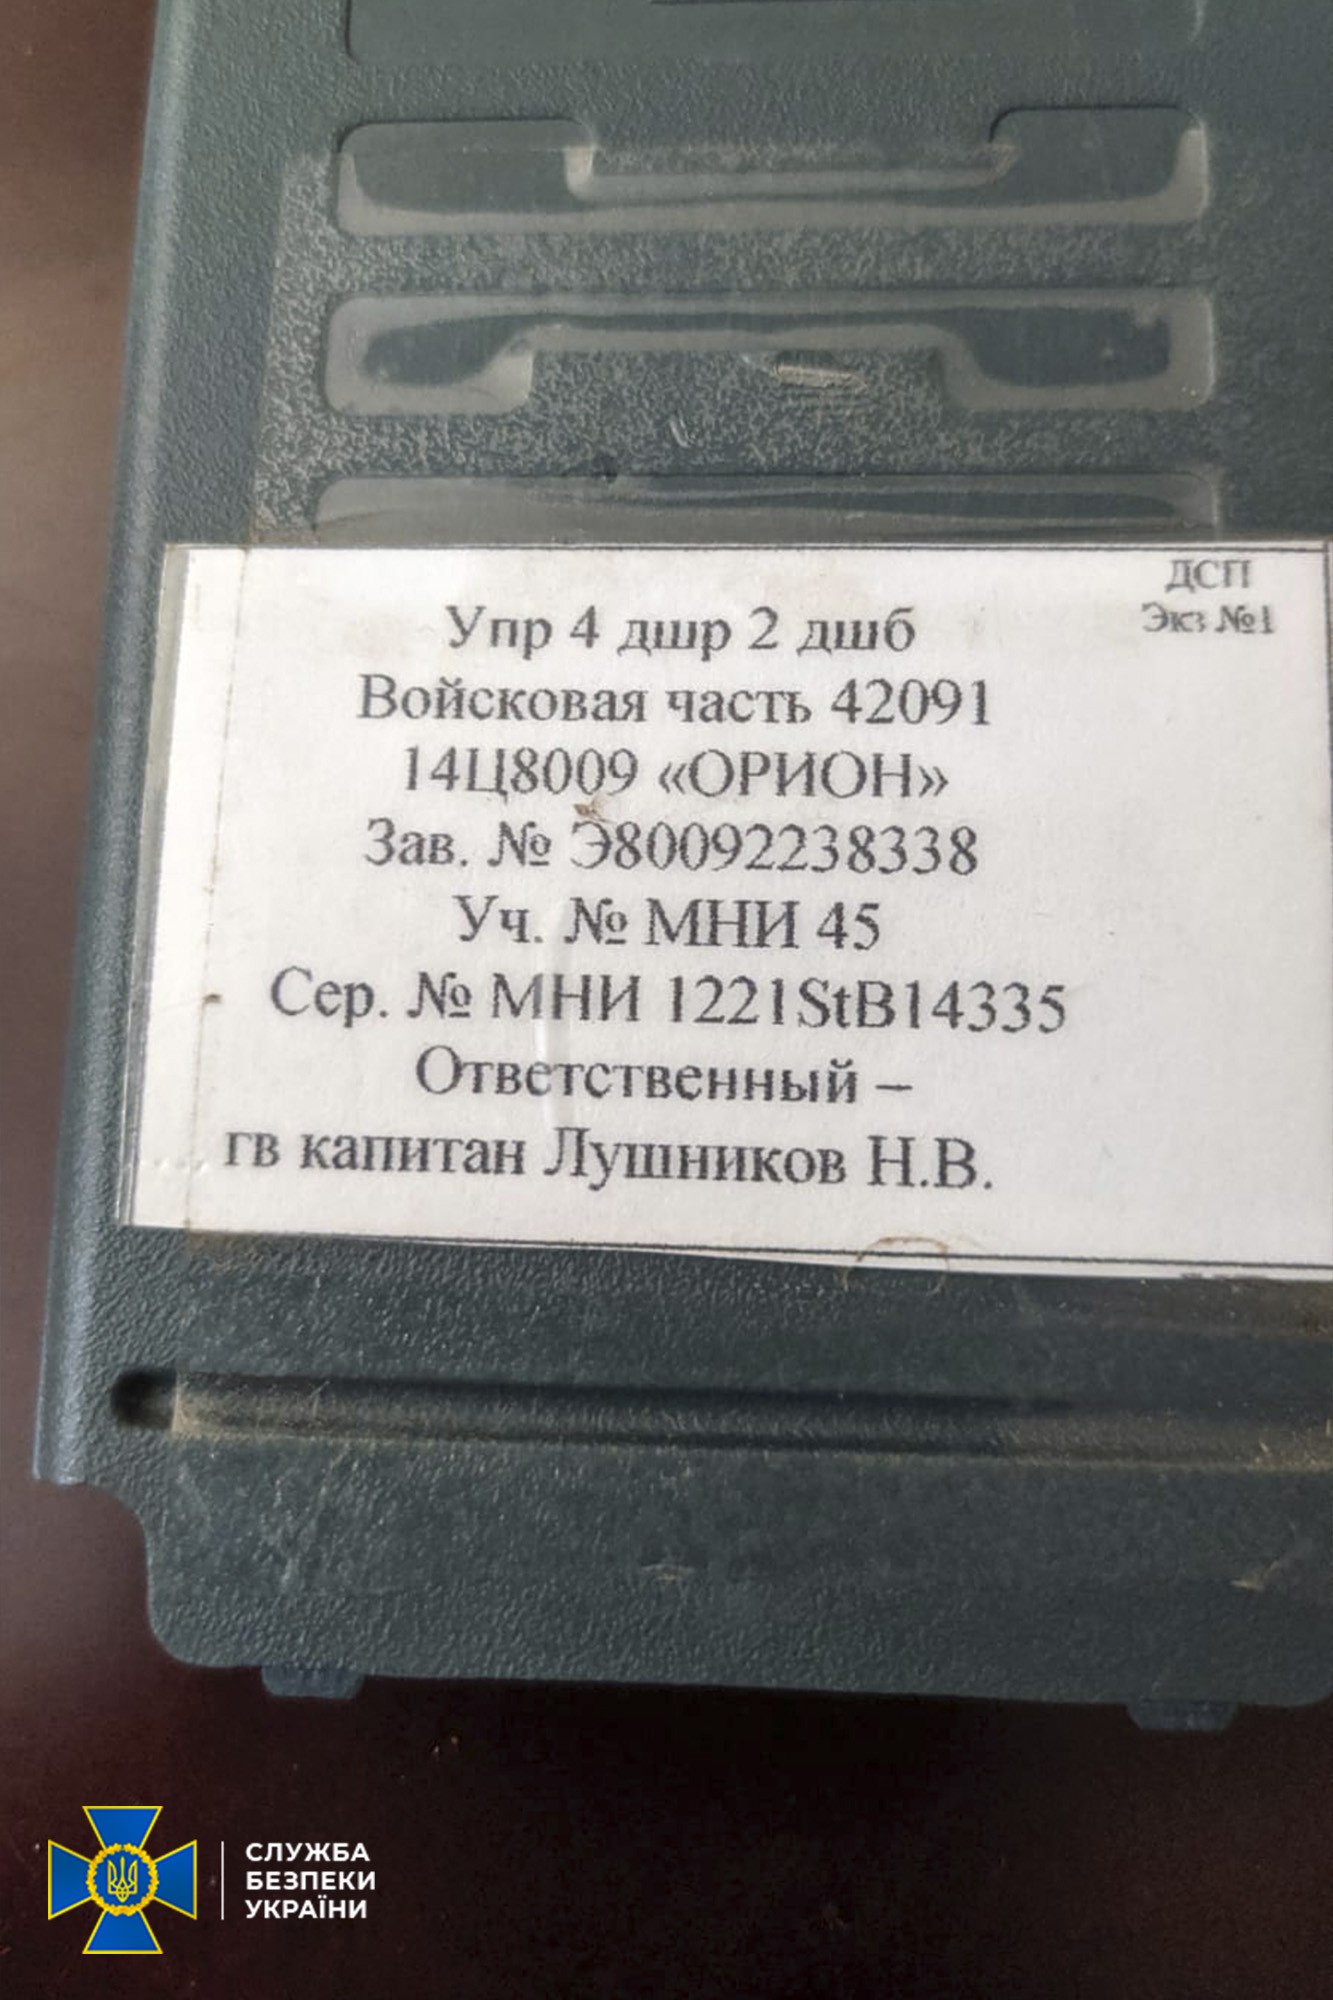 ДСП
Экз №1
Упр 4 дшр 2 дшб
Войсковая часть 42091
14Ц8009 «ОРИОН»
Зав. № Э80092238338
Уч. № МНИ 45
Сер. № МНИ 1221StB14335
Ответственный –
гв капитан Лушников Н.В.
СЛУЖБА
БЕЗПЕКИ
УКРАЇНИ